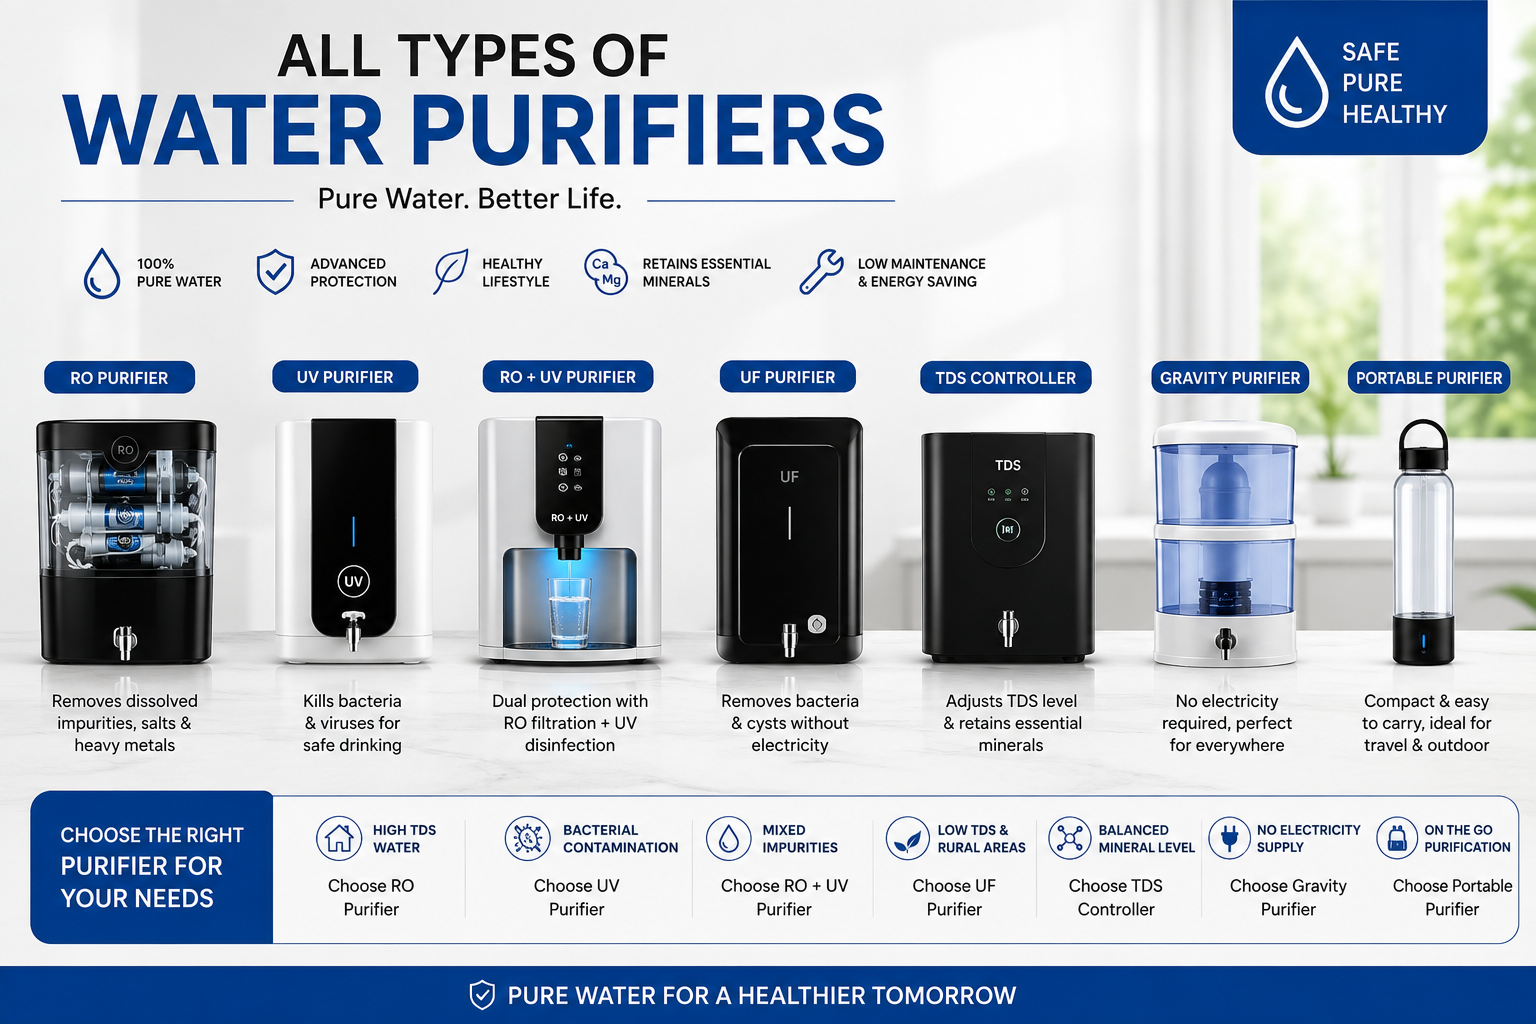 ALL TYPES OF
WATER PURIFIERS
Pure Water. Better Life.
SAFE
PURE
HEALTHY
100%
PURE WATER
ADVANCED
PROTECTION
HEALTHY
LIFESTYLE
Ca
Mg
RETAINS ESSENTIAL
MINERALS
LOW MAINTENANCE
& ENERGY SAVING
RO PURIFIER
UV PURIFIER
RO + UV PURIFIER
UF PURIFIER
TDS CONTROLLER
GRAVITY PURIFIER
PORTABLE PURIFIER
RO
UV
RO + UV
UF
TDS
Removes dissolved
impurities, salts &
heavy metals
Kills bacteria
& viruses for
safe drinking
Dual protection with
RO filtration + UV
disinfection
Removes bacteria
& cysts without
electricity
Adjusts TDS level
& retains essential
minerals
No electricity
required, perfect
for everywhere
Compact & easy
to carry, ideal for
travel & outdoor
CHOOSE THE RIGHT
PURIFIER FOR
YOUR NEEDS
HIGH TDS
WATER
Choose RO
Purifier
BACTERIAL
CONTAMINATION
Choose UV
Purifier
MIXED
IMPURITIES
Choose RO + UV
Purifier
LOW TDS &
RURAL AREAS
Choose UF
Purifier
BALANCED
MINERAL LEVEL
Choose TDS
Controller
NO ELECTRICITY
SUPPLY
Choose Gravity
Purifier
ON THE GO
PURIFICATION
Choose Portable
Purifier
PURE WATER FOR A HEALTHIER TOMORROW